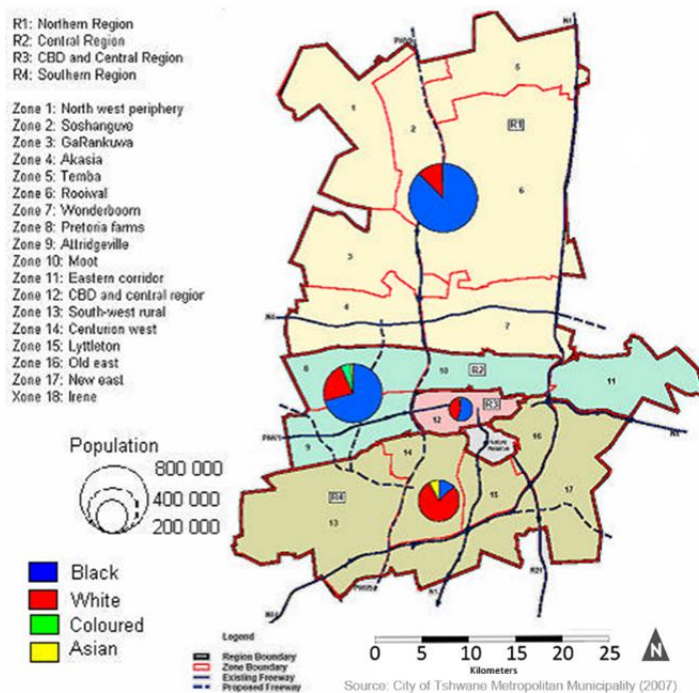 R1: Northern Region
R2: Central Region
R3: CBD and Central Region
R4: Southern Region
Zone 1: North west periphery
Zone 2: Soshanguve
Zone 3: GaRankuwa
Zone 4: Akasia
Zone 5: Temba
Zone 6: Rooiwal
Zone 7: Wonderboom
Zone 8: Pretoria farms
Zone 9: Attridgeville
Zone 10: Moot
Zone 11: Eastern corridor
Zone 12: CBD and central region
Zone 13: South-west rural
Zone 14: Centurion west
Zone 15: Lyttleton
Zone 16: Old east
Zone 17: New east
Xone 18: Irene
Population
800 000
400 000
200 000
Black
White
Coloured
Asian
N1
5
1
2
R1
6
3
4
7
8
10
R2
11
R3
12
16
9
14
Nature
Reserve
R4
13
15
17
R21
N1
Legend
Region Boundary
Zone Boundary
Existing Freeway
Proposed Freeway
0 5 10 15 20 25
Kilometers
N
Source: City of Tshwane Metropolitan Municipality (2007)